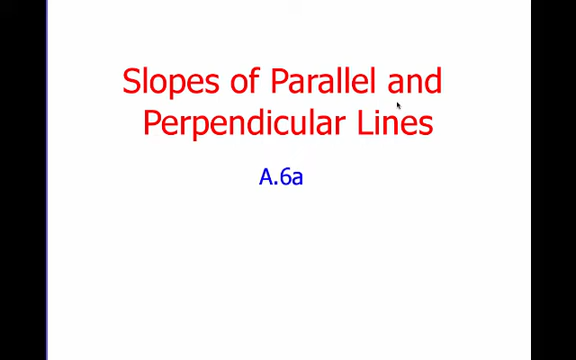 Slopes of Parallel and
Perpendicular Lines
A.6a